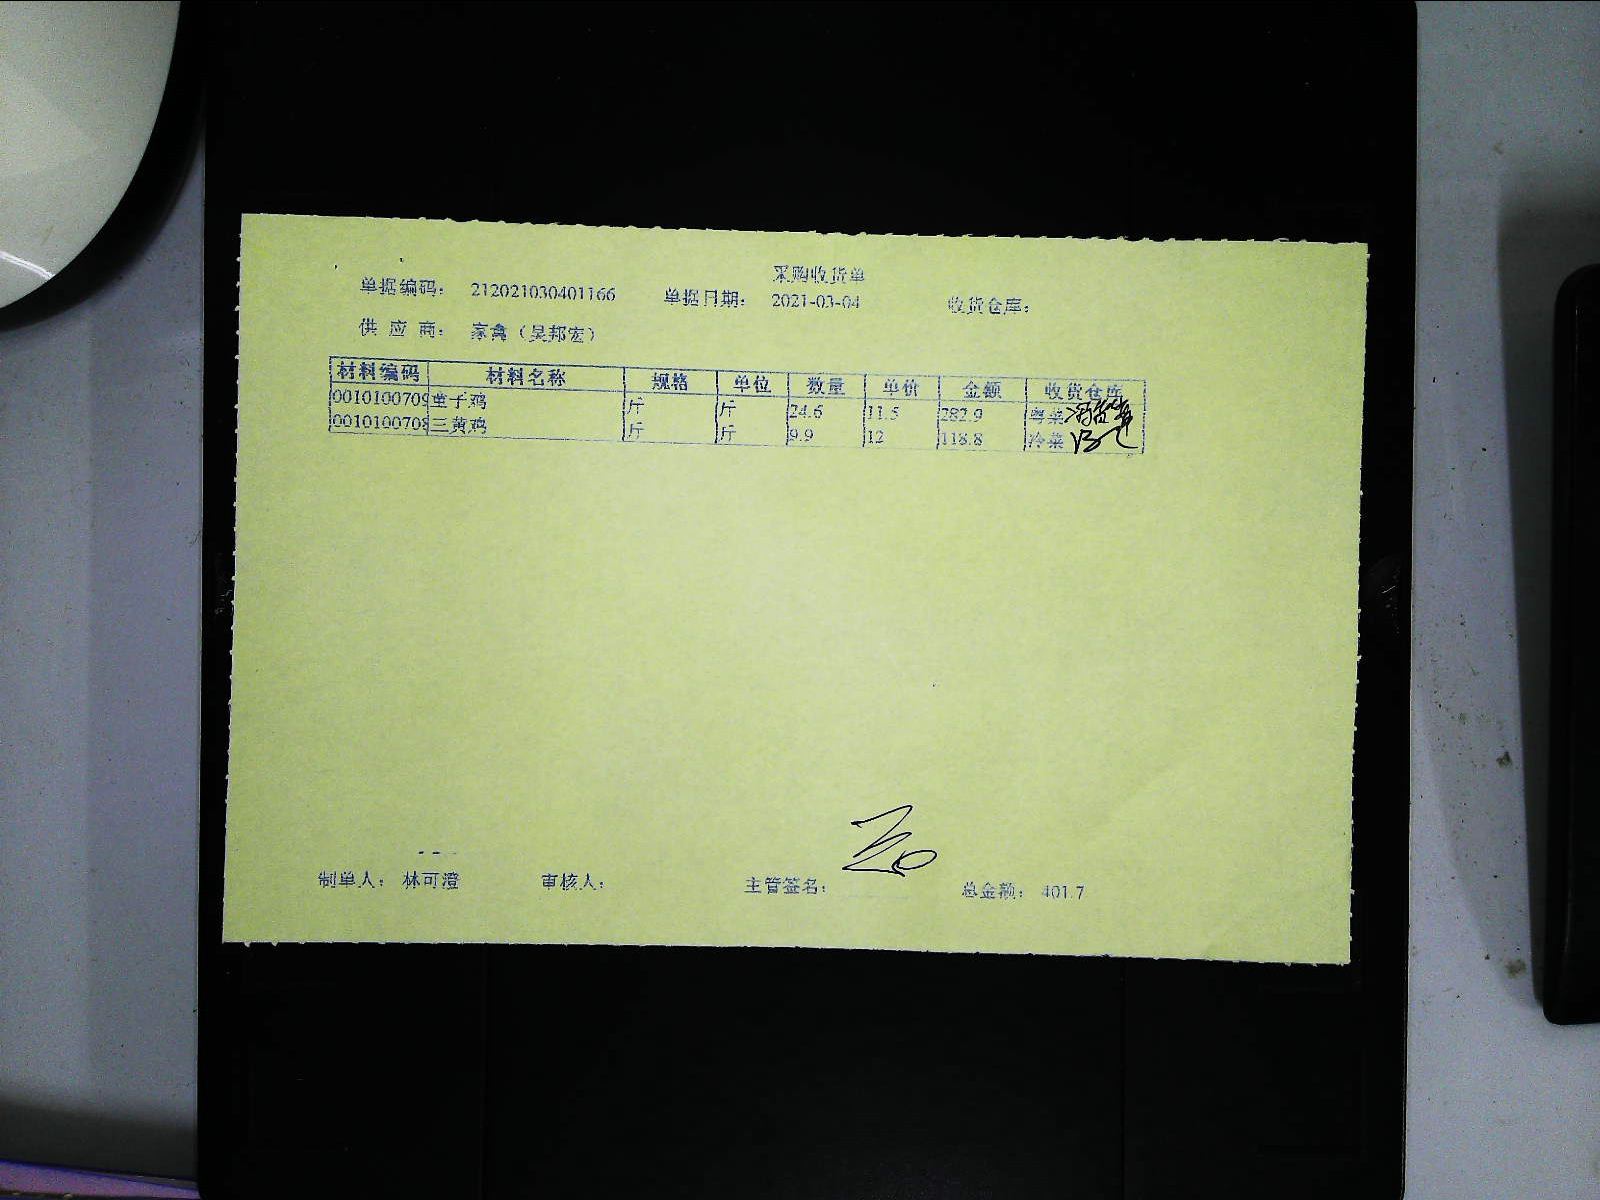 采购收货单
单据编码： 212021030401166 单据日期： 2021-03-04 收货仓库：
供 应 商： 家禽（吴邦宏）
材料编码 材料名称 规格 单位 数量 单价 金额 收货仓库
0010100709 童子鸡 斤 斤 24.6 11.5 282.9 粤菜
0010100708 三黄鸡 斤 斤 9.9 12 118.8 冷菜
制单人： 林可澄 审核人： 主管签名： 总金额： 401.7